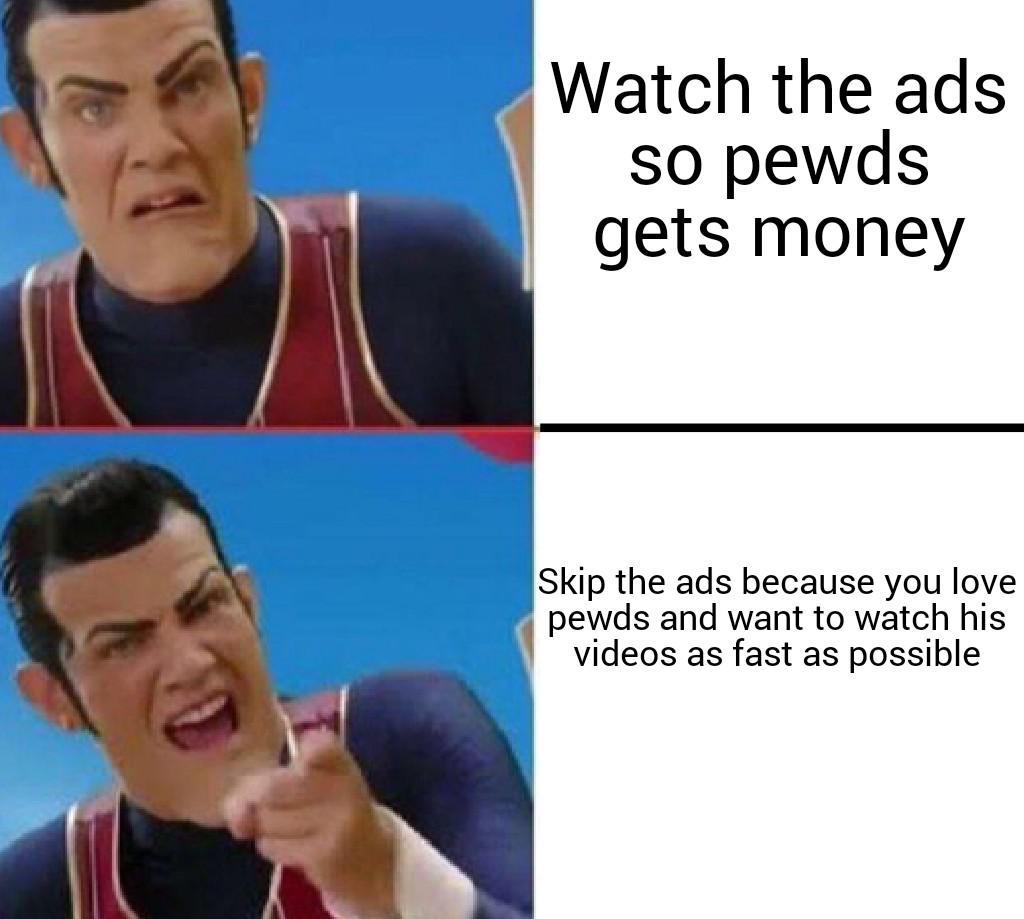 Watch the ads
so pewds
gets money
Skip the ads because you love
pewds and want to watch his
videos as fast as possible